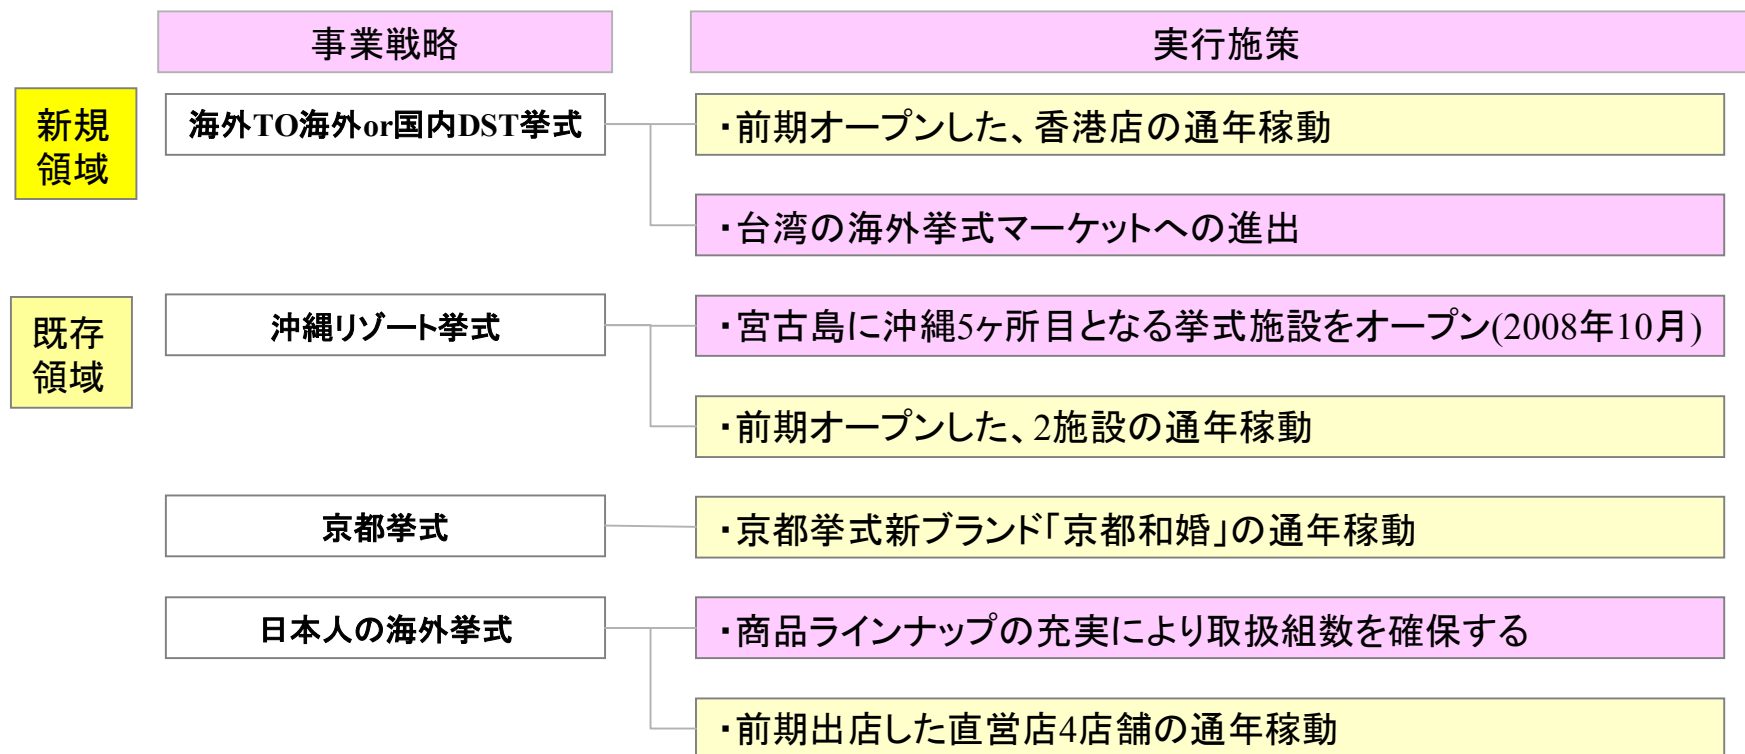 事業戦略
実行施策
新規
領域
海外TO海外or国内DST挙式
・前期オープンした、香港店の通年稼動
・台湾の海外挙式マーケットへの進出
既存
領域
沖縄リゾート挙式
・宮古島に沖縄5ヶ所目となる挙式施設をオープン(2008年10月)
・前期オープンした、2施設の通年稼動
京都挙式
・京都挙式新ブランド「京都和婚」の通年稼動
日本人の海外挙式
・商品ラインナップの充実により取扱組数を確保する
・前期出店した直営店4店舗の通年稼動